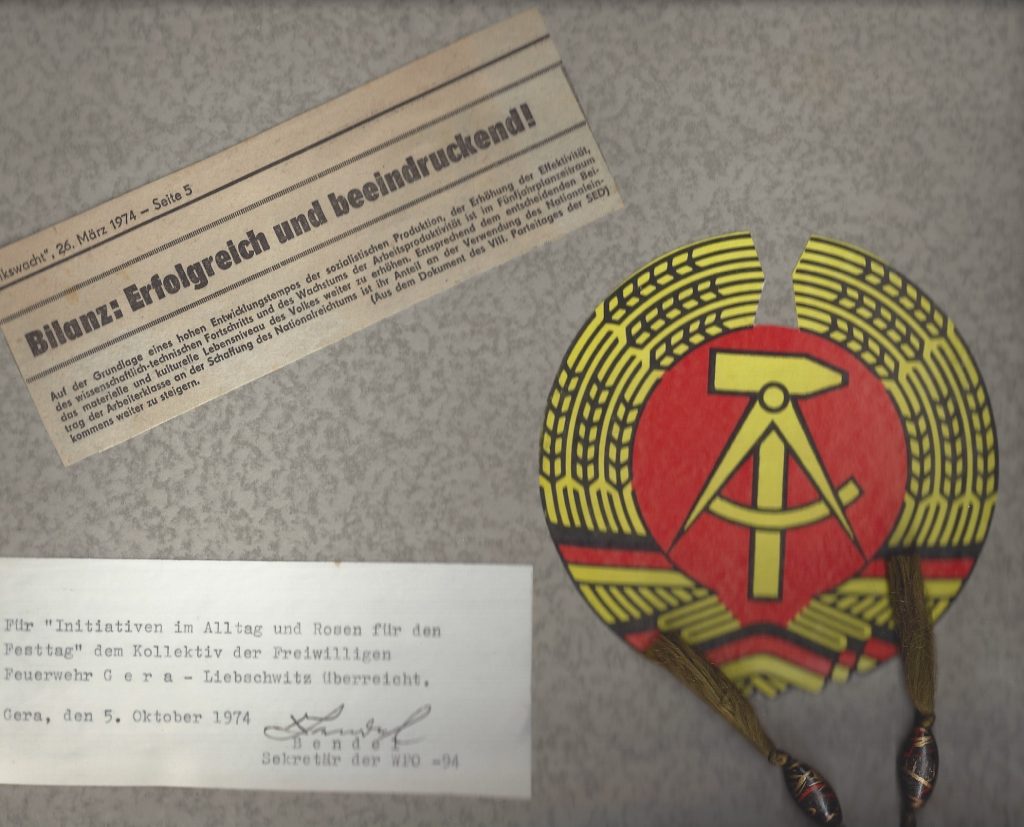 ikswacht", 26. März 1974 – Seite 5
Bilanz: Erfolgreich und beeindruckend!
Auf der Grundlage eines hohen Entwicklungstempos der sozialistischen Produktion, der Erhöhung der Effektivität,
des wissenschaftlich-technischen Fortschritts und des Wachstums der Arbeitsproduktivität ist im Fünfjahrplanzeitraum
das materielle und kulturelle Lebensniveau des Volkes weiter zu erhöhen. Entsprechend dem entscheidenden Bei-
trag der Arbeiterklasse an der Schaffung des Nationalreichtums ist ihr Anteil an der Verwendung des Nationalein-
kommens weiter zu steigern.
(Aus dem Dokument des VIII. Parteitages der SED)
Für "Initiativen im Alltag und Rosen für den
Festtag" dem Kollektiv der Freiwilligen
Feuerwehr G e r a - Liebschwitz überreicht.
Gera, den 5. Oktober 1974
Sekretär der WPO -94